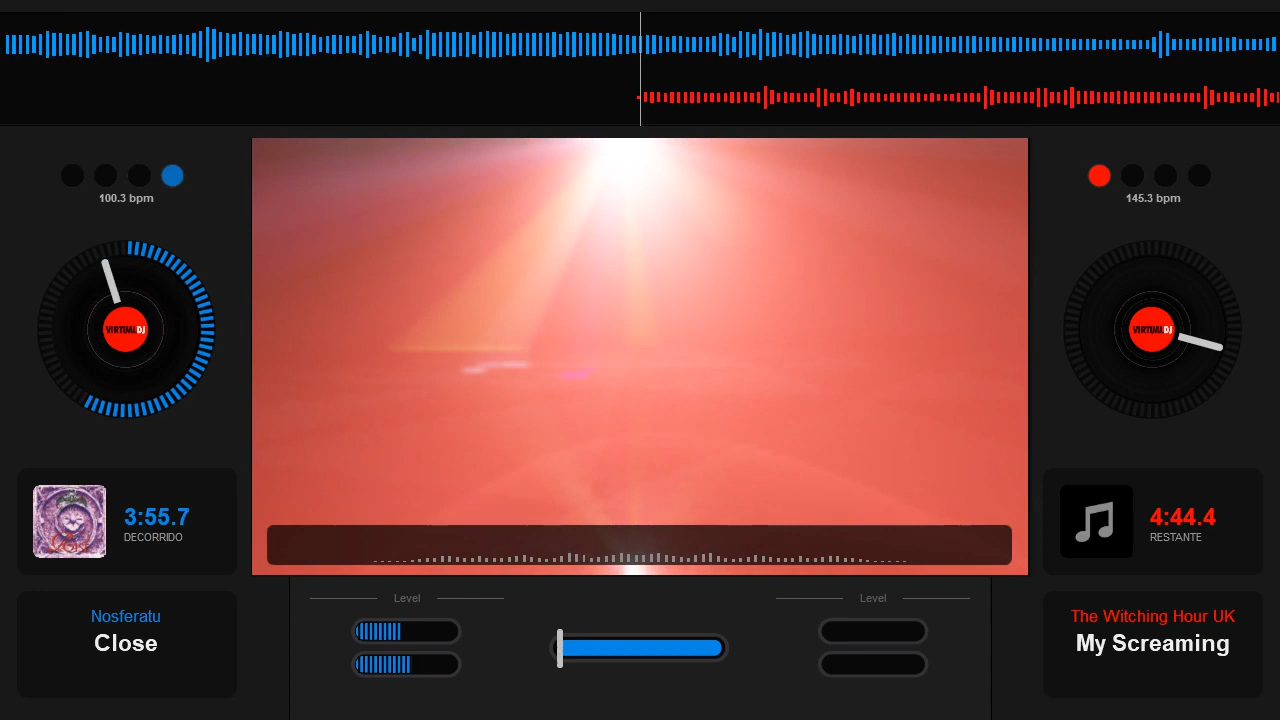 100.3 bpm
145.3 bpm
VIRTUALDJ
VIRTUALDJ
3:55.7
DECORRIDO
4:44.4
RESTANTE
Nosferatu
Close
Level
Level
The Witching Hour UK
My Screaming